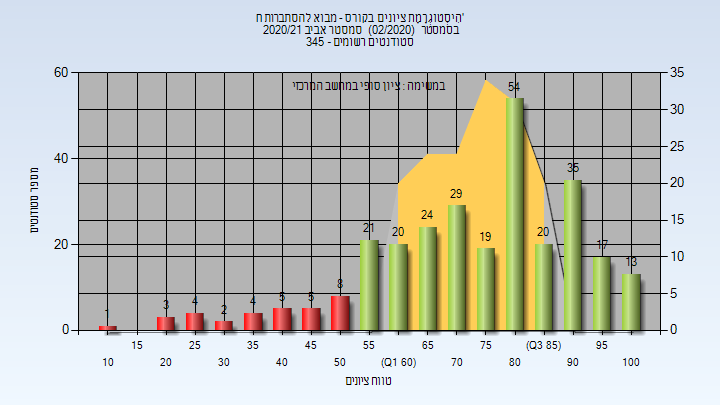 היסטוגרמת ציונים בקורס - מבוא להסתברות ח'
בסמסטר (02/2020) סמסטר אביב 2020/21
סטודנטים רשומים - 345
במשימה : ציון סופי במחשב המרכזי
60 40 20 0
מספר סטודנטים
35 30 25 20 15 10 5 0
1 3 4 2 4 5 5 8 21 20 24 29 19 54 20 35 17 13
15 25 35 45 55 65 75 (Q3 85) 95
10 20 30 40 50 (Q1 60) 70 80 90 100
טווח ציונים